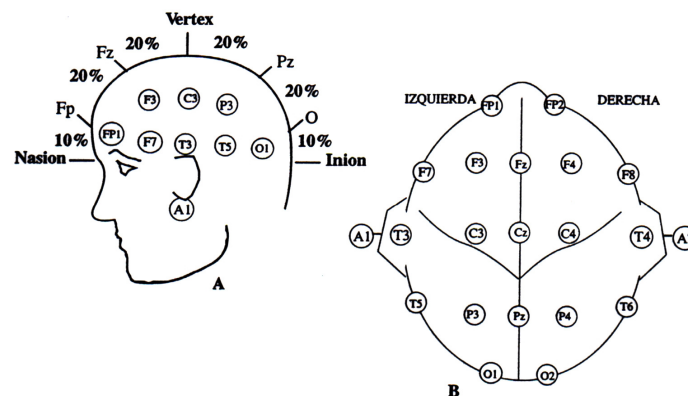 Vertex
20% 20%
Fz
Pz
20%
20%
Fp
O
10%
10%
Nasion
Inion
F3 C3 P3
FP1 F7 T3 T5 O1
A1
A
IZQUIERDA FP1 FP2 DERECHA
F7 F3 Fz F4 F8
A1 T3 C3 Cz C4 T4
T5 P3 Pz P4 T6
O1 O2
B